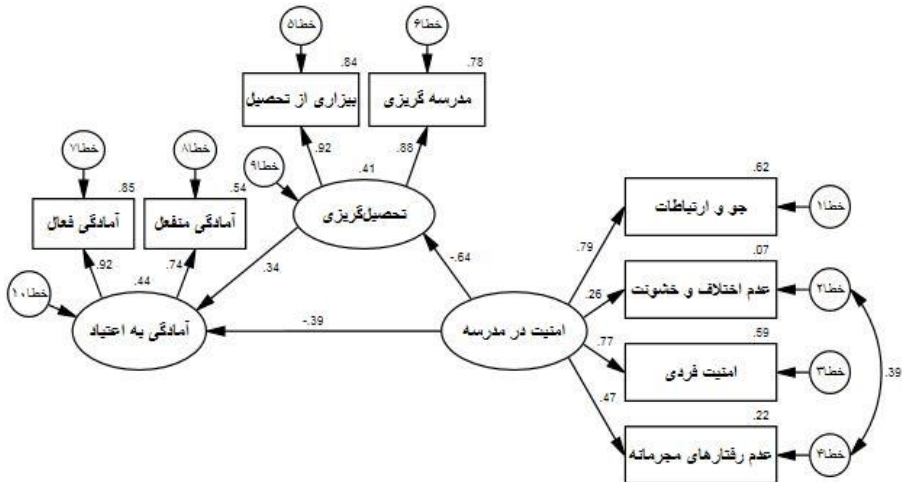 خطا۵
خطا۶
.84
.78
بیزاری از تحصیل
مدرسه گریزی
.92
.88
خطا۷
خطا۸
خطا۹
.41
.85
.54
تحصیل‌گریزی
آمادگی فعال
آمادگی منفعل
.92
.74
.34
-.64
خطا۱۰
.44
آمادگی به اعتیاد
-.39
امنیت در مدرسه
.62
جو و ارتباطات
خطا۱
.79
.07
عدم اختلاف و خشونت
خطا۲
.26
.59
امنیت فردی
خطا۳
.77
.39
.47
.22
عدم رفتارهای مجرمانه
خطا۴